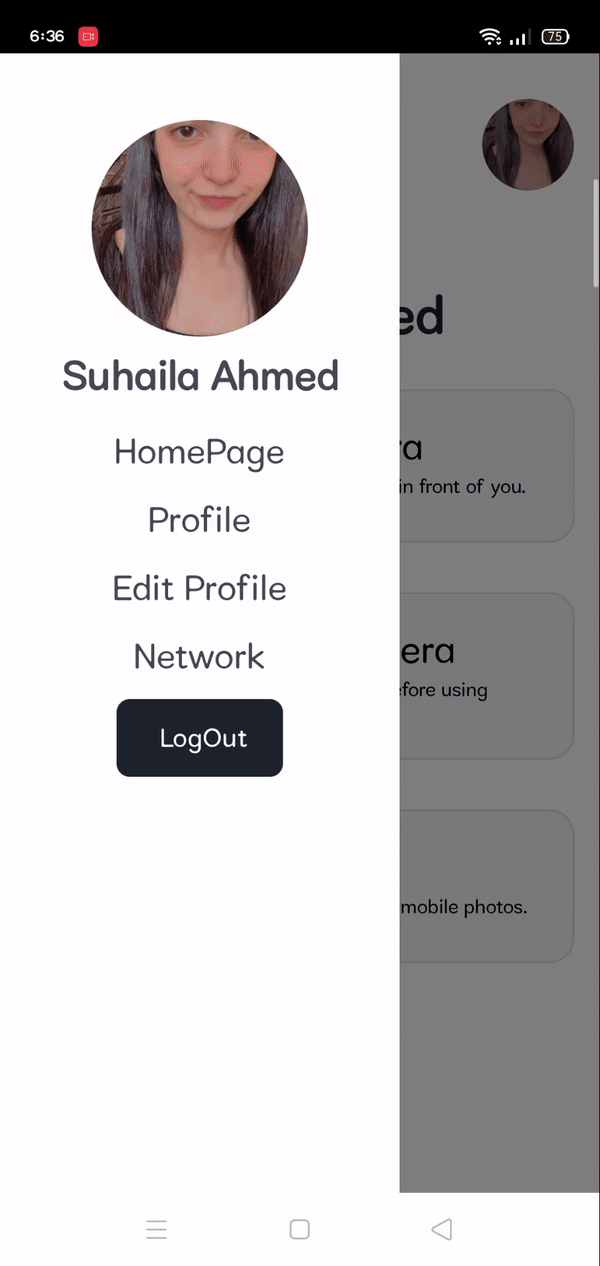 6:36
75
Suhaila Ahmed
HomePage
Profile
Edit Profile
Network
LogOut
ed
ra
in front of you.
era
efore using
mobile photos.